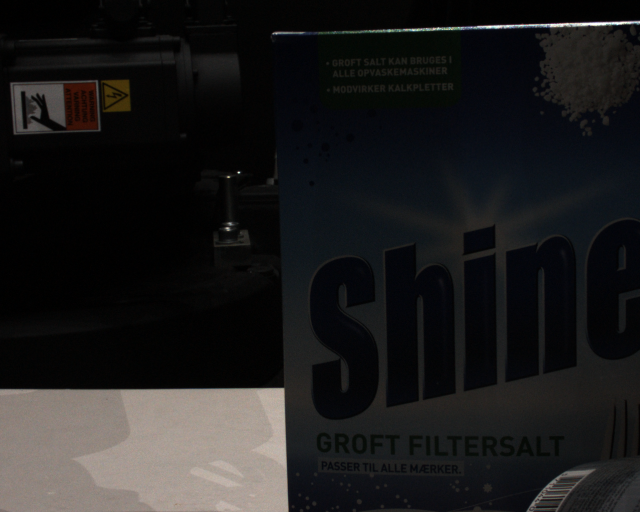 • GROFT SALT KAN BRUGES I
ALLE OPVASKEMASKINER
• MODVIRKER KALKPLETTER
Shine
GROFT FILTERSALT
PASSER TIL ALLE MÆRKER.